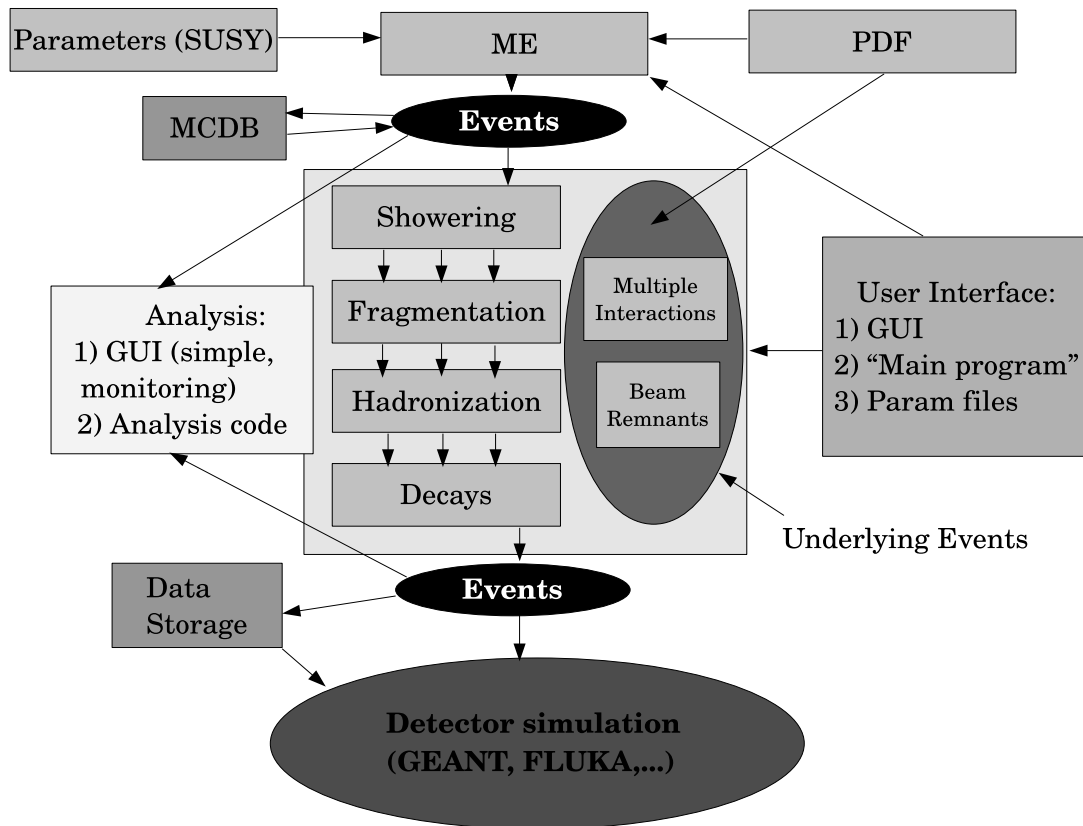 Parameters (SUSY)
ME
PDF
MCDB
Events
Showering
Fragmentation
Hadronization
Decays
Multiple
Interactions
Beam
Remnants
Analysis:
1) GUI (simple,
monitoring)
2) Analysis code
User Interface:
1) GUI
2) “Main program”
3) Param files
Underlying Events
Events
Data
Storage
Detector simulation
(GEANT, FLUKA,...)